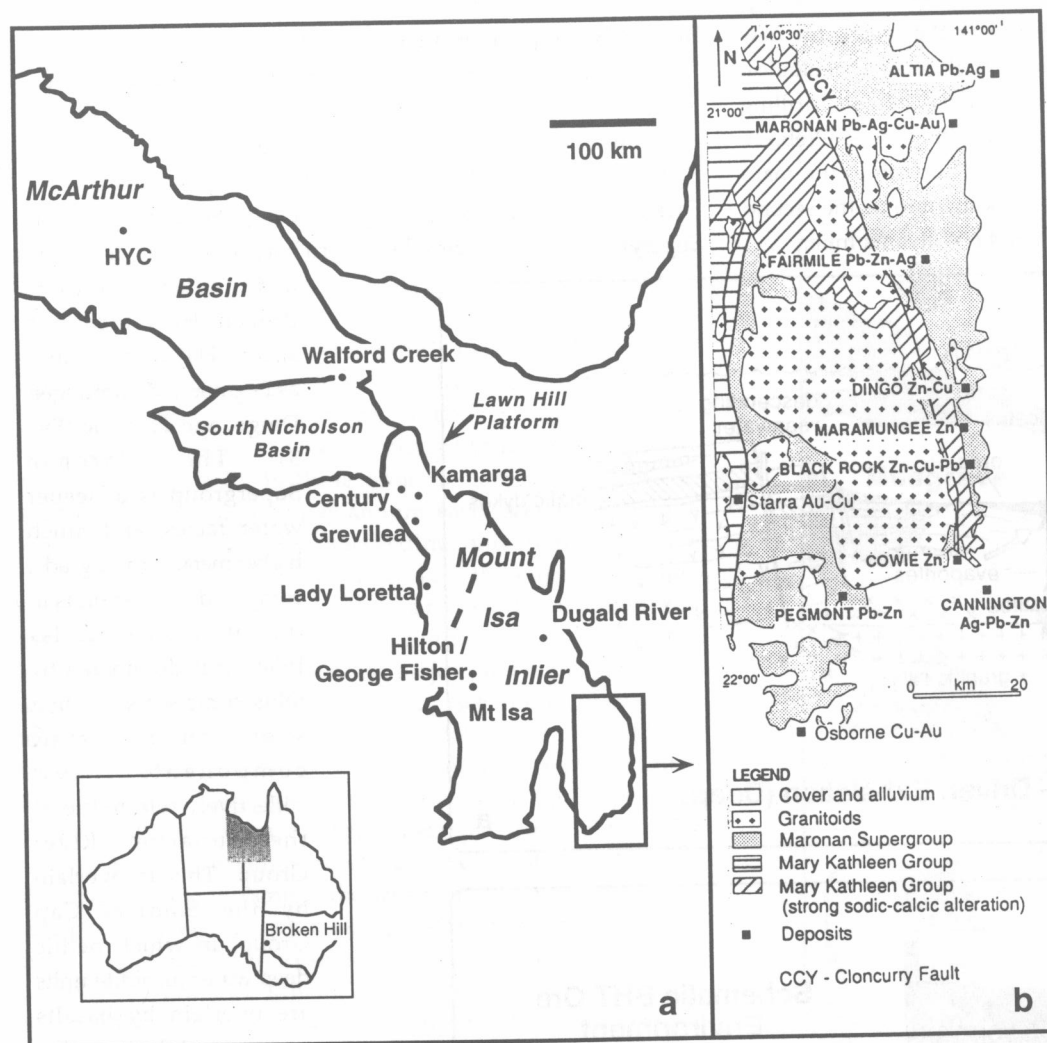 100 km
McArthur
HYC
Basin
Walford Creek
Lawn Hill
Platform
South Nicholson
Basin
Kamarga
Century
Grevillea
Mount
Lady Loretta
Isa
Dugald River
Hilton /
George Fisher
Inlier
Mt Isa
Broken Hill
a
140°30'
141°00'
N
CCY
ALTIA Pb-Ag
21°00'
MARONAN Pb-Ag-Cu-Au
FAIRMILE Pb-Zn-Ag
DINGO Zn-Cu
MARAMUNGEE Zn
BLACK ROCK Zn-Cu-Pb
Starra Au-Cu
COWIE Zn
PEGMONT Pb-Zn
CANNINGTON
Ag-Pb-Zn
22°00'
0 km 20
Osborne Cu-Au
LEGEND
Cover and alluvium
Granitoids
Maronan Supergroup
Mary Kathleen Group
Mary Kathleen Group
(strong sodic-calcic alteration)
Deposits
CCY - Cloncurry Fault
b